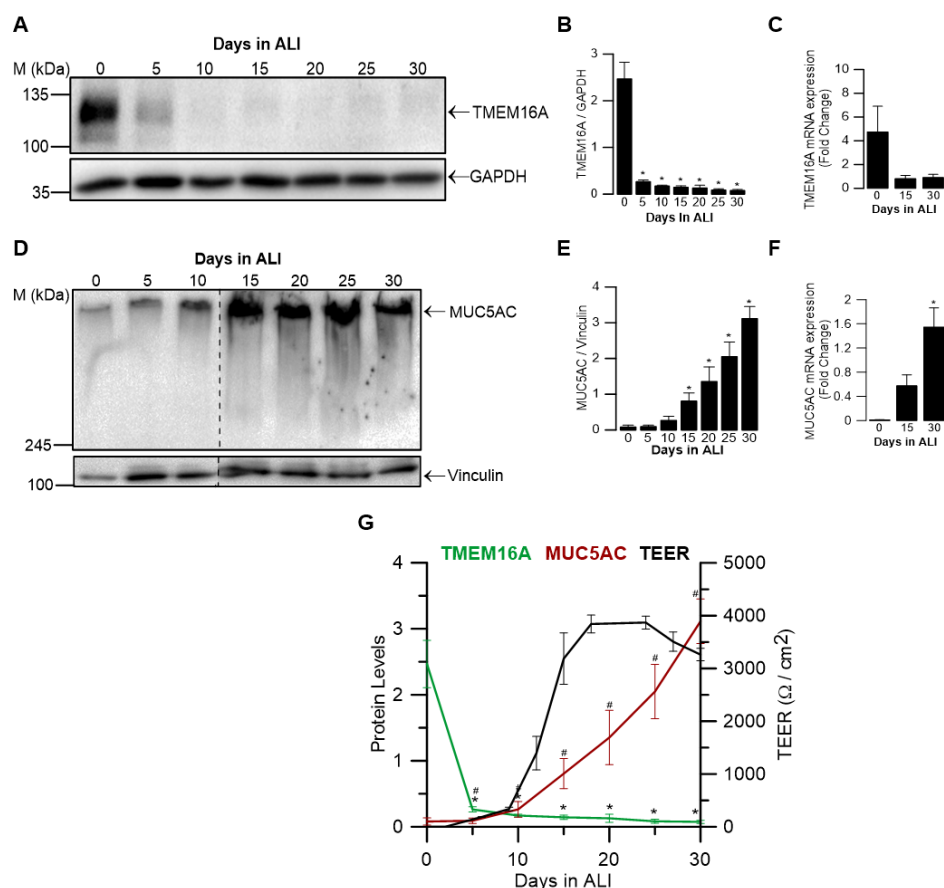 A
Days in ALI
M (kDa) 0 5 10 15 20 25 30
135
100
←TMEM16A
35
←GAPDH
B
TMEM16A / GAPDH
3
2
1
0
* * * * * *
0 5 10 15 20 25 30
Days In ALI
C
TMEM16A mRNA expression
(Fold Change)
10
8
6
4
2
0
0 15 30
Days in ALI
D
Days in ALI
M (kDa) 0 5 10 15 20 25 30
←MUC5AC
245
100
←Vinculin
E
MUC5AC / Vinculin
4
3
2
1
0
* * * *
0 5 10 15 20 25 30
Days in ALI
F
MUC5AC mRNA expression
(Fold Change)
2
1.6
1.2
0.8
0.4
0
*
0 15 30
Days in ALI
G
TMEM16A MUC5AC TEER
Protein Levels
4
3
2
1
0
TEER (Ω / cm2)
5000
4000
3000
2000
1000
0
# # # # #
* * * * * *
0 10 20 30
Days in ALI